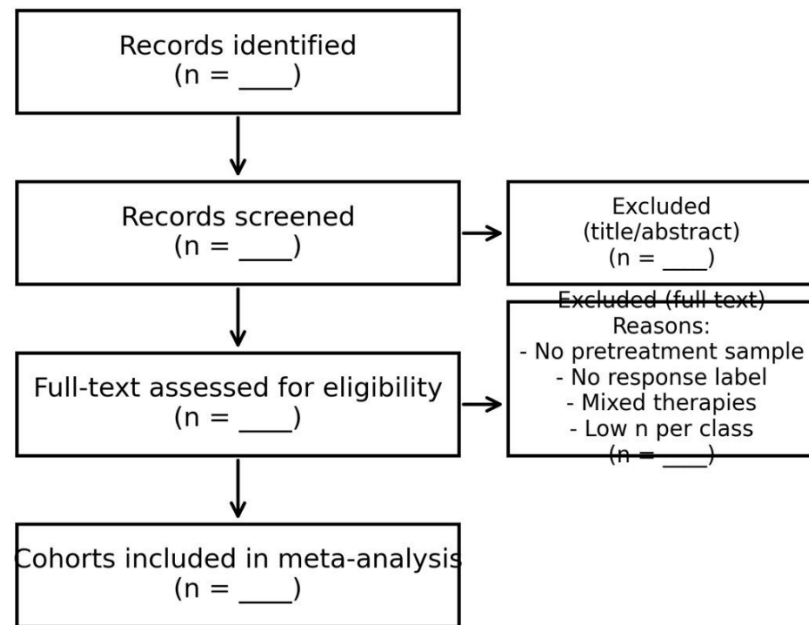 Records identified
(n = ____)
Records screened
(n = ____)
Excluded
(title/abstract)
(n = ____)
Full-text assessed for eligibility
(n = ____)
Excluded (full text)
Reasons:
- No pretreatment sample
- No response label
- Mixed therapies
- Low n per class
(n = ____)
Cohorts included in meta-analysis
(n = ____)